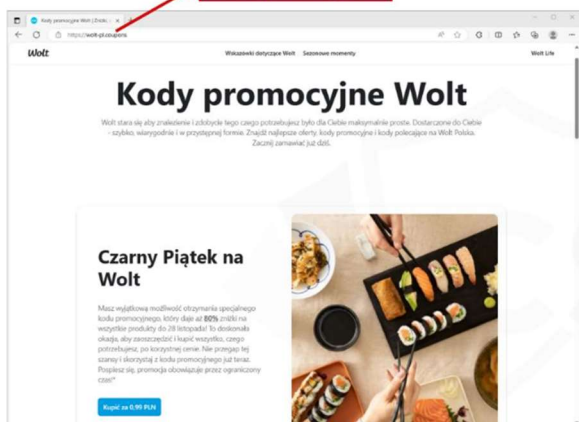 Kody promocyjne Wolt | Zniżki
https://wolt-pl.coupons
Wolt
Wskazówki dotyczące Wolt Sezonowe momenty
Wolt Life
Kody promocyjne Wolt
Wolt stara się aby znalezienie i zdobycie tego czego potrzebujesz było dla Ciebie maksymalnie proste. Dostarczone do Ciebie
- szybko, wiarygodnie i w przystępnej formie. Znajdź najlepsze oferty, kody promocyjne i kody polecające na Wolt Polska.
Zacznij zamawiać już dziś.
Czarny Piątek na
Wolt
Masz wyjątkową możliwość otrzymania specjalnego
kodu promocyjnego, który daje aż 80% zniżki na
wszystkie produkty do 28 listopada! To doskonała
okazja, aby zaoszczędzić i kupić wszystko, czego
potrzebujesz, po korzystnej cenie. Nie przegap tej
szansy i skorzystaj z kodu promocyjnego już teraz.
Pospiesz się, promocja obowiązuje przez ograniczony
czas!*
Kupić za 0,95 PLN